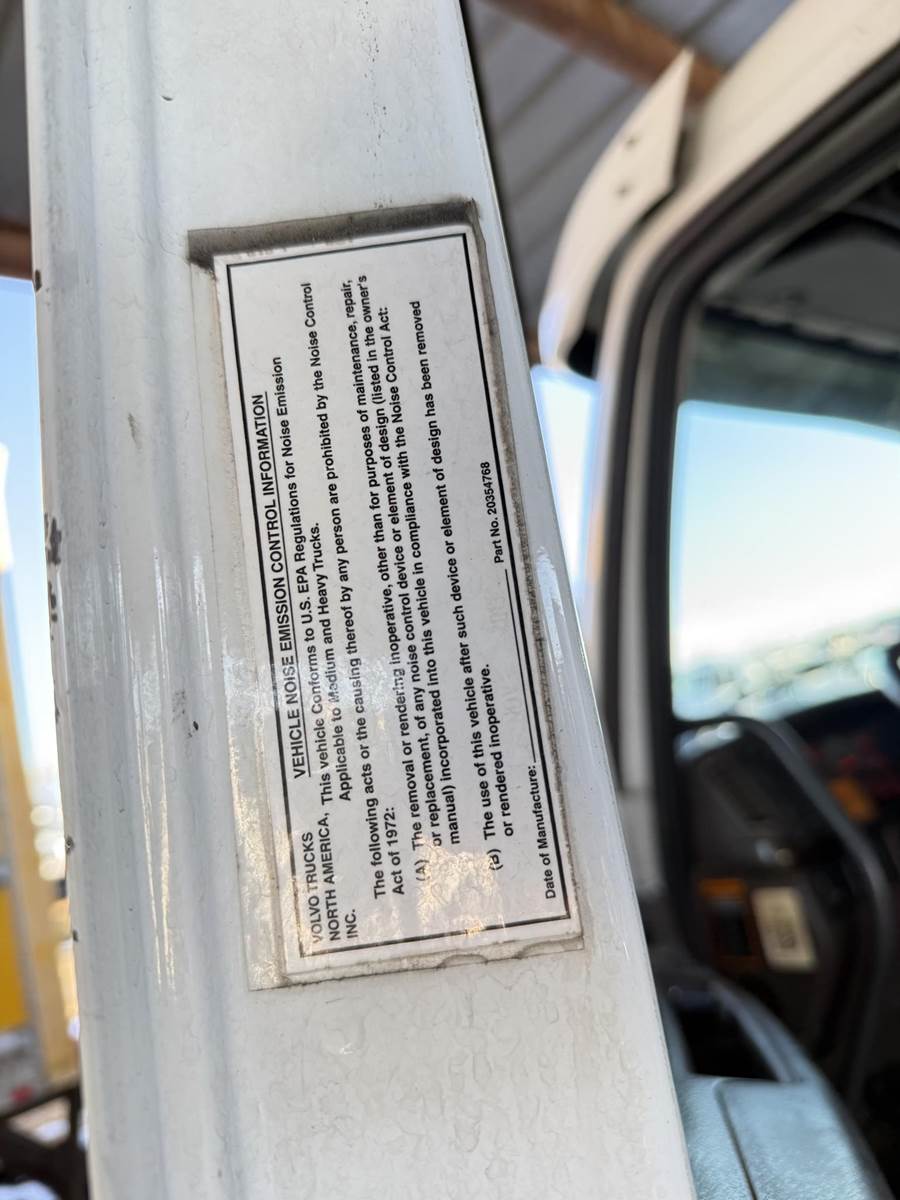 VEHICLE NOISE EMISSION CONTROL INFORMATION
VOLVO TRUCKS
NORTH AMERICA,
INC.
This vehicle Conforms to U.S. EPA Regulations for Noise Emission
Applicable to Medium and Heavy Trucks.
The following acts or the causing thereof by any person are prohibited by the Noise Control
Act of 1972:
(A) The removal or rendering inoperative, other than for purposes of maintenance, repair,
or replacement, of any noise control device or element of design (listed in the owner's
manual) incorporated into this vehicle in compliance with the Noise Control Act:
(B) The use of this vehicle after such device or element of design has been removed
or rendered inoperative.
Date of Manufacture: Part No. 20354768